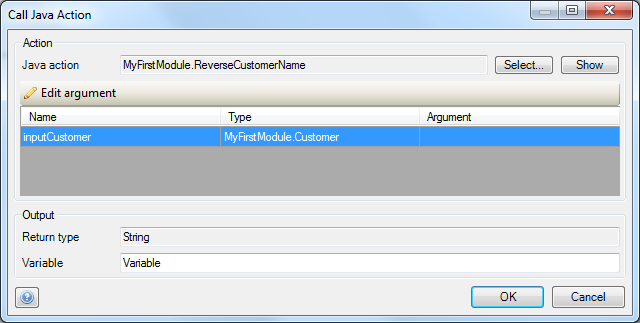 Call Java Action
Action
Java action MyFirstModule.ReverseCustomerName Select... Show
Edit argument
Name Type Argument
inputCustomer MyFirstModule.Customer
Output
Return type String
Variable Variable
? OK Cancel